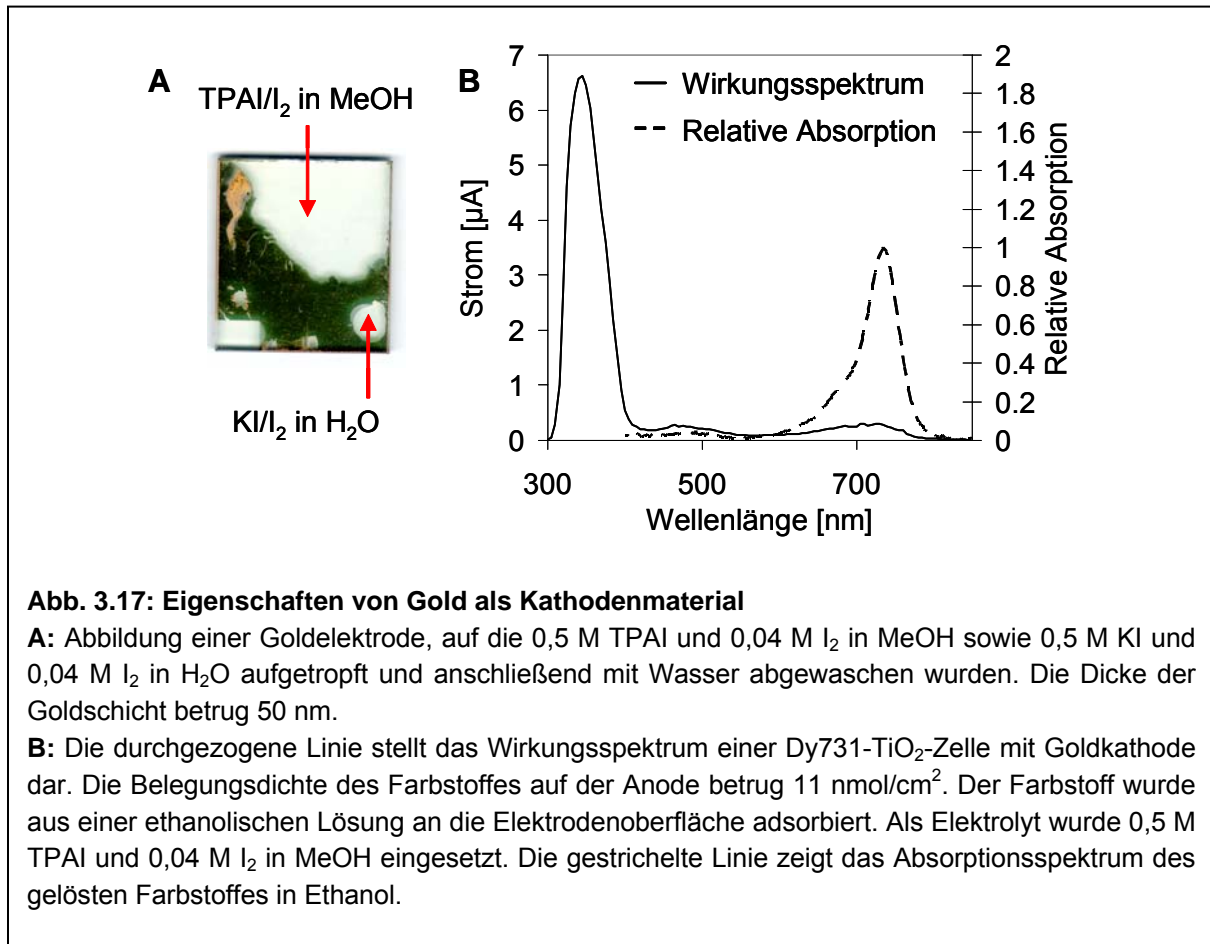 A
TPAI/I₂ in MeOH
KI/I₂ in H₂O
B
Wirkungsspektrum
Relative Absorption
Strom [µA]
7
6
5
4
3
2
1
0
Relative Absorption
2
1.8
1.6
1.4
1.2
1
0.8
0.6
0.4
0.2
0
300 500 700
Wellenlänge [nm]
Abb. 3.17: Eigenschaften von Gold als Kathodenmaterial
A: Abbildung einer Goldelektrode, auf die 0,5 M TPAI und 0,04 M I₂ in MeOH sowie 0,5 M KI und
0,04 M I₂ in H₂O aufgetropft und anschließend mit Wasser abgewaschen wurden. Die Dicke der
Goldschicht betrug 50 nm.
B: Die durchgezogene Linie stellt das Wirkungsspektrum einer Dy731-TiO₂-Zelle mit Goldkathode
dar. Die Belegungsdichte des Farbstoffes auf der Anode betrug 11 nmol/cm². Der Farbstoff wurde
aus einer ethanolischen Lösung an die Elektrodenoberfläche adsorbiert. Als Elektrolyt wurde 0,5 M
TPAI und 0,04 M I₂ in MeOH eingesetzt. Die gestrichelte Linie zeigt das Absorptionsspektrum des
gelösten Farbstoffes in Ethanol.